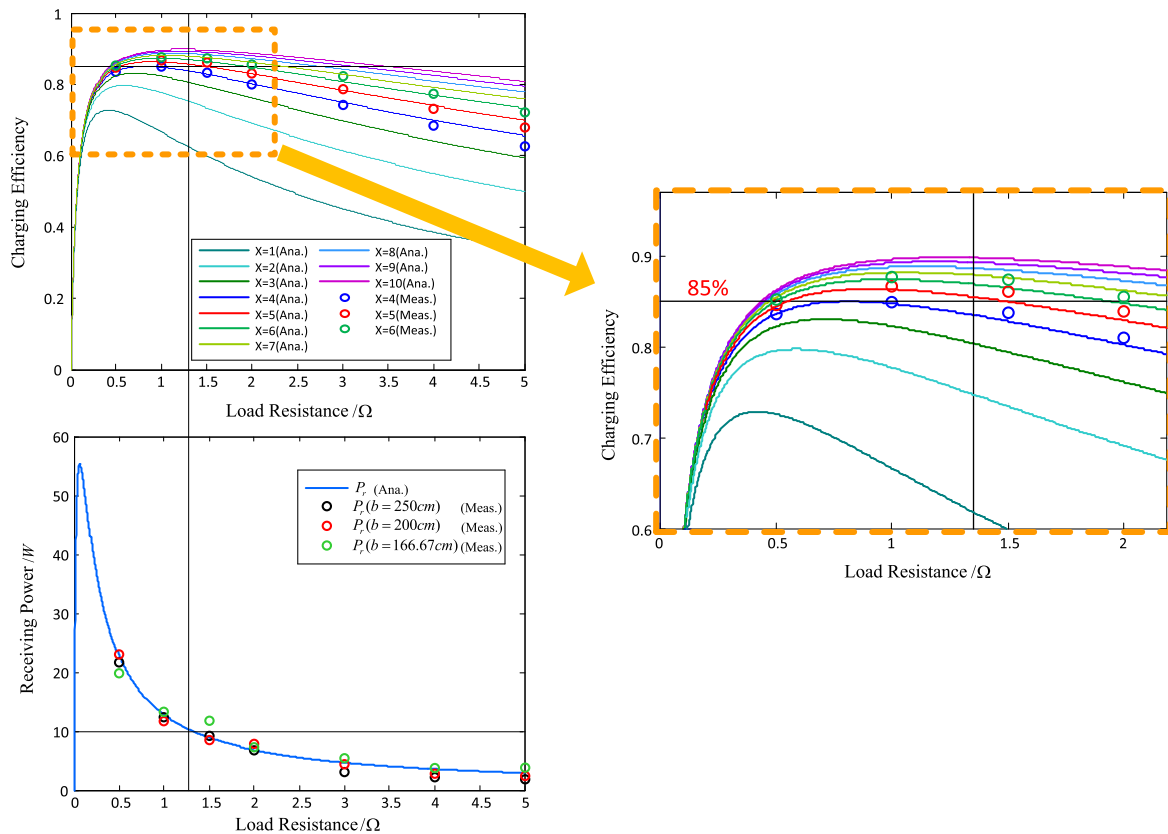 1
0.8
0.6
0.4
0.2
0
Charging Efficiency
X=1(Ana.)
X=2(Ana.)
X=3(Ana.)
X=4(Ana.)
X=5(Ana.)
X=6(Ana.)
X=7(Ana.)
X=8(Ana.)
X=9(Ana.)
X=10(Ana.)
X=4(Meas.)
X=5(Meas.)
X=6(Meas.)
0 0.5 1 1.5 2 2.5 3 3.5 4 4.5 5
Load Resistance /Ω
0.9
0.8
0.7
0.6
85%
Charging Efficiency
0 0.5 1 1.5 2
Load Resistance /Ω
60
50
40
30
20
10
0
Receiving Power /W
P_r (Ana.)
P_r(b=250cm) (Meas.)
P_r(b=200cm) (Meas.)
P_r(b=166.67cm) (Meas.)
0 0.5 1 1.5 2 2.5 3 3.5 4 4.5 5
Load Resistance /Ω